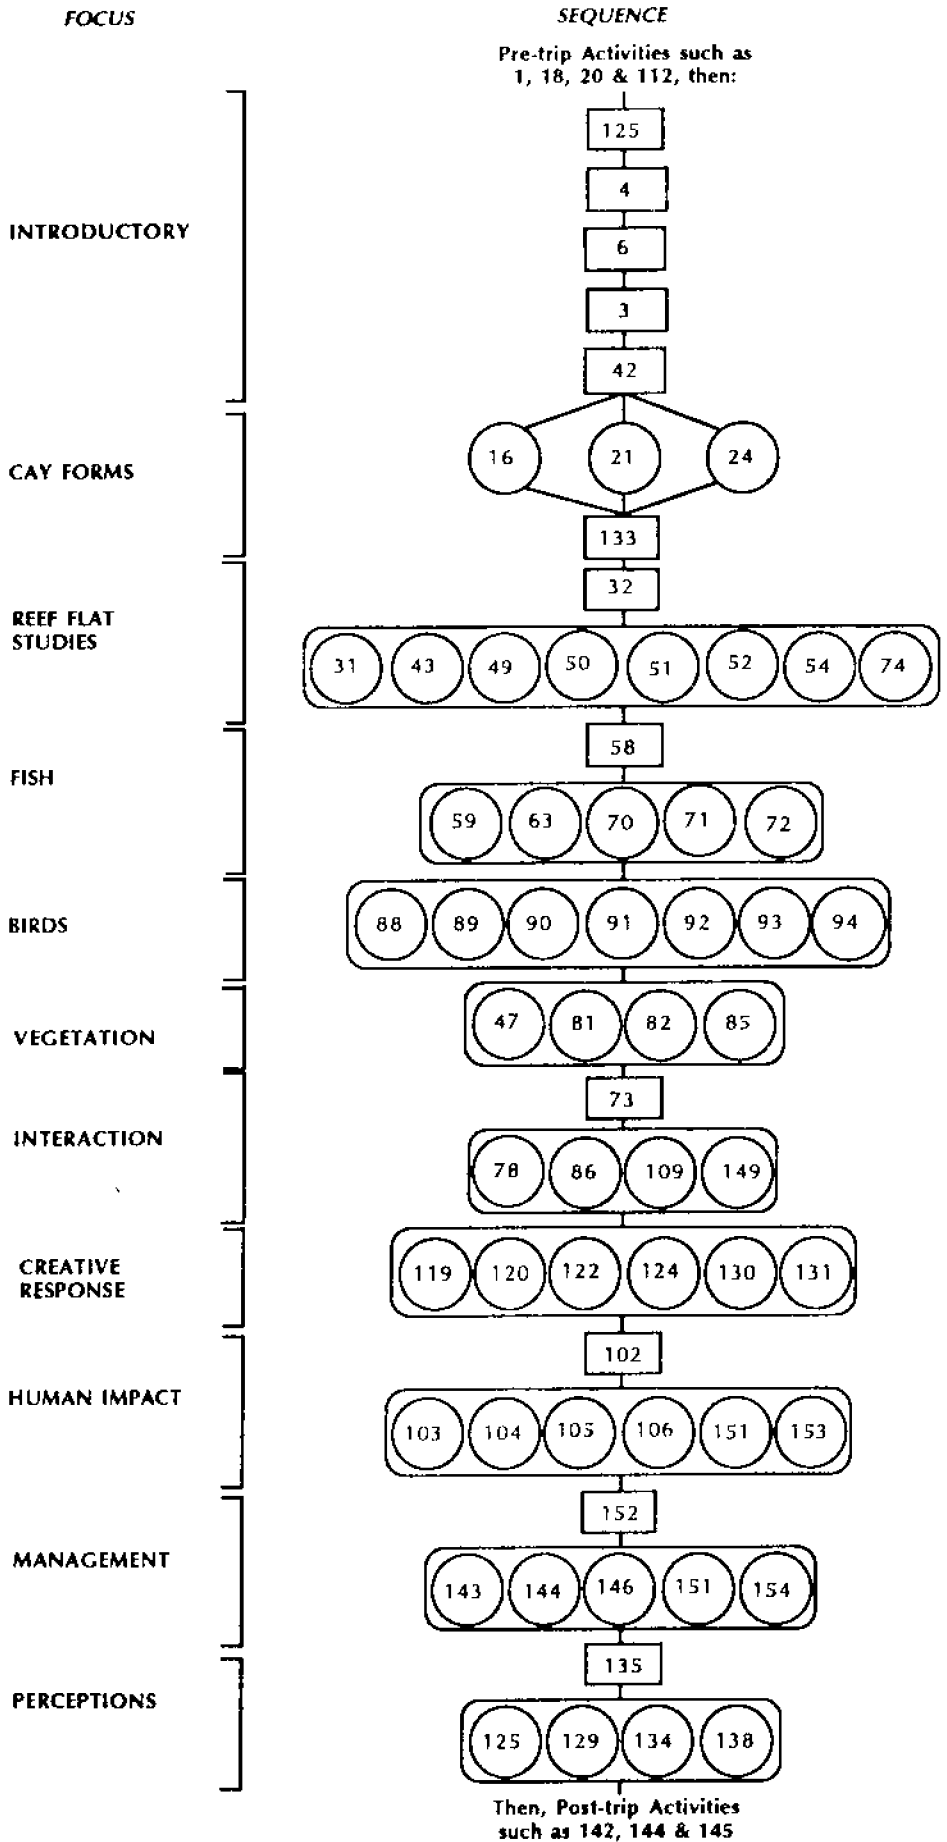 FOCUS
SEQUENCE
Pre-trip Activities such as
1, 18, 20 & 112, then:
125
4
INTRODUCTORY
6
3
42
CAY FORMS
16 21 24
133
32
REEF FLAT
STUDIES
31 43 49 50 51 52 54 74
58
FISH
59 63 70 71 72
BIRDS
88 89 90 91 92 93 94
VEGETATION
47 81 82 85
73
INTERACTION
78 86 109 149
CREATIVE
RESPONSE
119 120 122 124 130 131
102
HUMAN IMPACT
103 104 105 106 151 153
152
MANAGEMENT
143 144 146 151 154
135
PERCEPTIONS
125 129 134 138
Then, Post-trip Activities
such as 142, 144 & 145